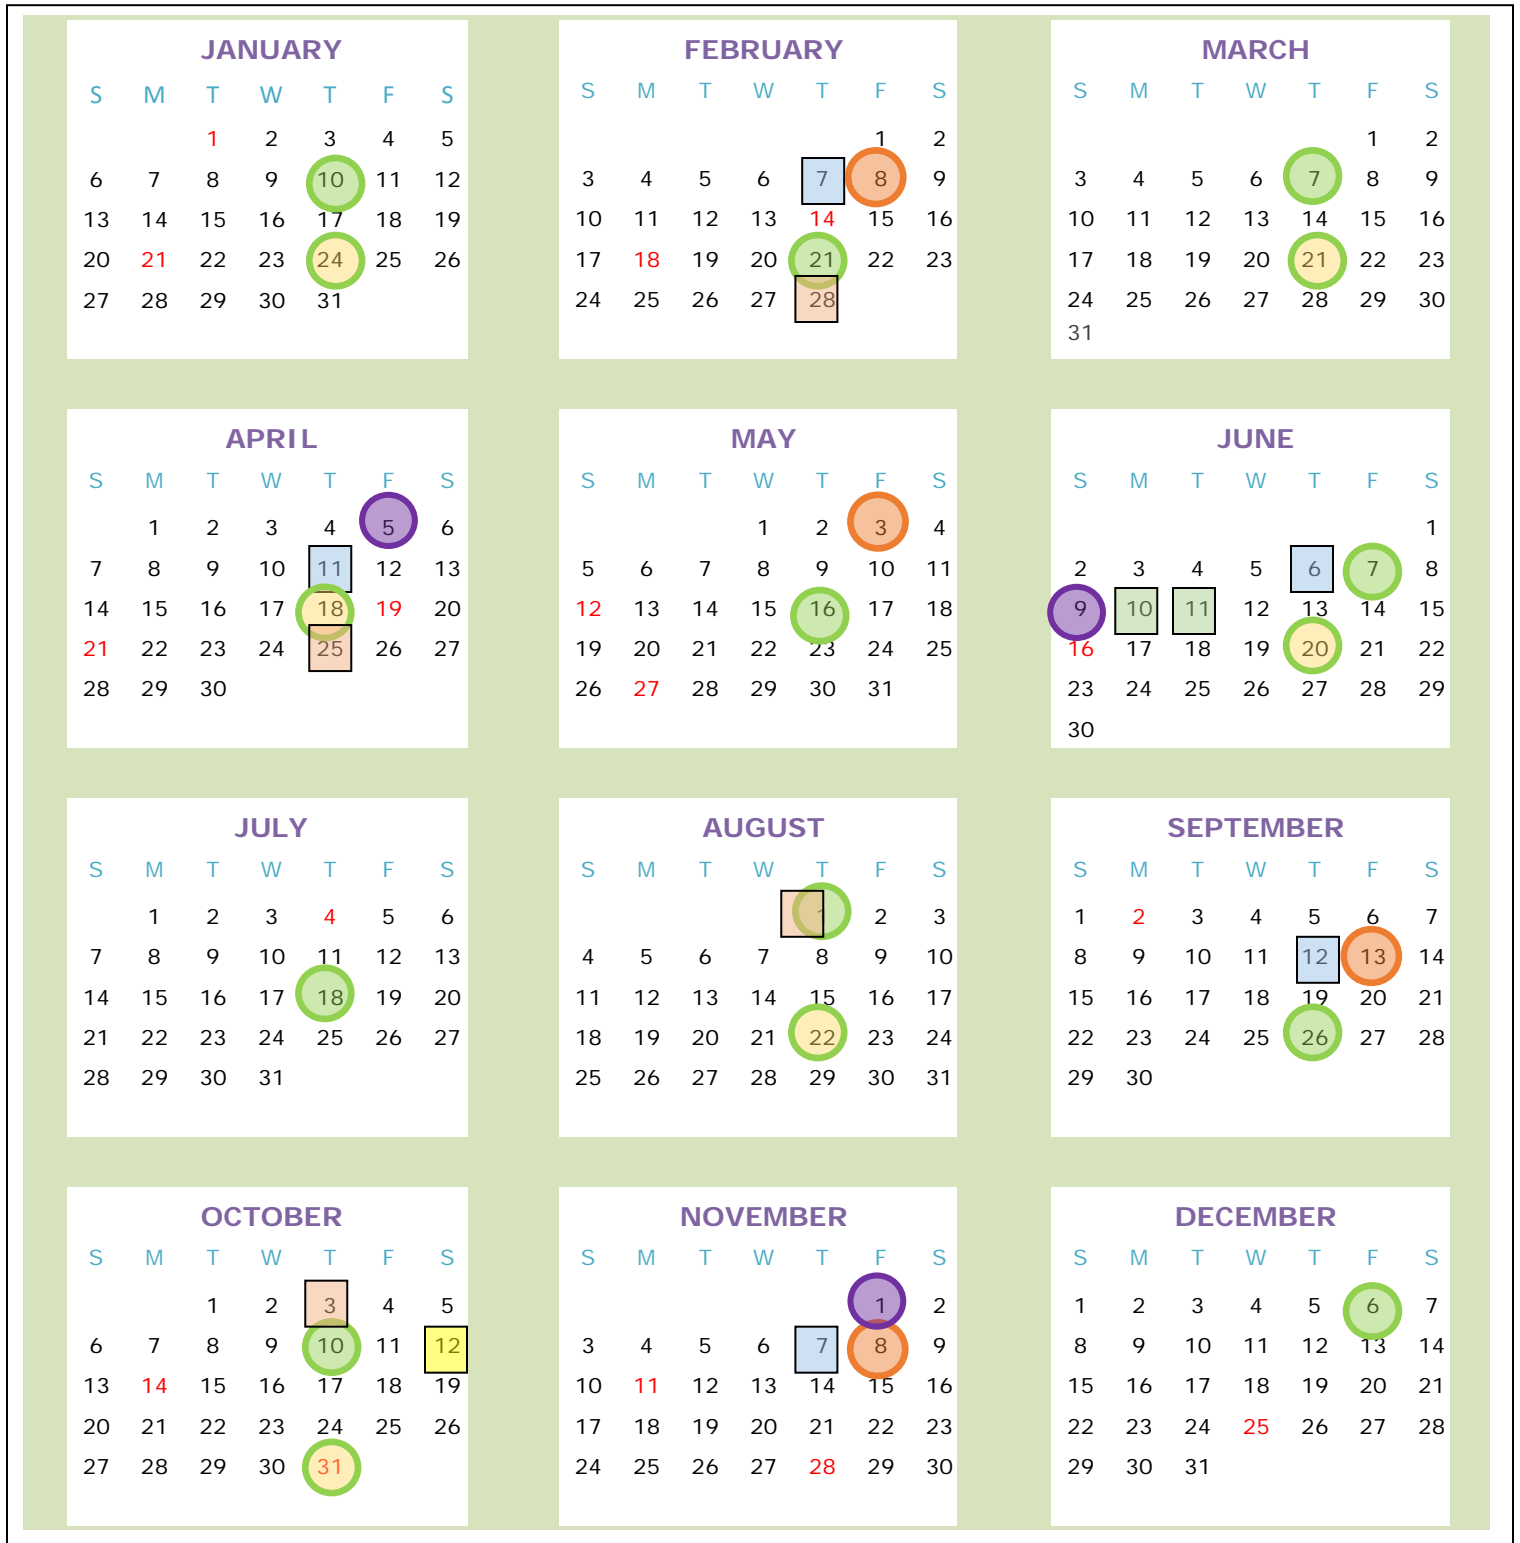 JANUARY
S M T W T F S
1 2 3 4 5
6 7 8 9 10 11 12
13 14 15 16 17 18 19
20 21 22 23 24 25 26
27 28 29 30 31
FEBRUARY
S M T W T F S
1 2
3 4 5 6 7 8 9
10 11 12 13 14 15 16
17 18 19 20 21 22 23
24 25 26 27 28
MARCH
S M T W T F S
1 2
3 4 5 6 7 8 9
10 11 12 13 14 15 16
17 18 19 20 21 22 23
24 25 26 27 28 29 30
31
APRIL
S M T W T F S
1 2 3 4 5 6
7 8 9 10 11 12 13
14 15 16 17 18 19 20
21 22 23 24 25 26 27
28 29 30
MAY
S M T W T F S
1 2 3 4
5 6 7 8 9 10 11
12 13 14 15 16 17 18
19 20 21 22 23 24 25
26 27 28 29 30 31
JUNE
S M T W T F S
1
2 3 4 5 6 7 8
9 10 11 12 13 14 15
16 17 18 19 20 21 22
23 24 25 26 27 28 29
30
JULY
S M T W T F S
1 2 3 4 5 6
7 8 9 10 11 12 13
14 15 16 17 18 19 20
21 22 23 24 25 26 27
28 29 30 31
AUGUST
S M T W T F S
1 2 3
4 5 6 7 8 9 10
11 12 13 14 15 16 17
18 19 20 21 22 23 24
25 26 27 28 29 30 31
SEPTEMBER
S M T W T F S
1 2 3 4 5 6 7
8 9 10 11 12 13 14
15 16 17 18 19 20 21
22 23 24 25 26 27 28
29 30
OCTOBER
S M T W T F S
1 2 3 4 5
6 7 8 9 10 11 12
13 14 15 16 17 18 19
20 21 22 23 24 25 26
27 28 29 30 31
NOVEMBER
S M T W T F S
1 2
3 4 5 6 7 8 9
10 11 12 13 14 15 16
17 18 19 20 21 22 23
24 25 26 27 28 29 30
DECEMBER
S M T W T F S
1 2 3 4 5 6 7
8 9 10 11 12 13 14
15 16 17 18 19 20 21
22 23 24 25 26 27 28
29 30 31